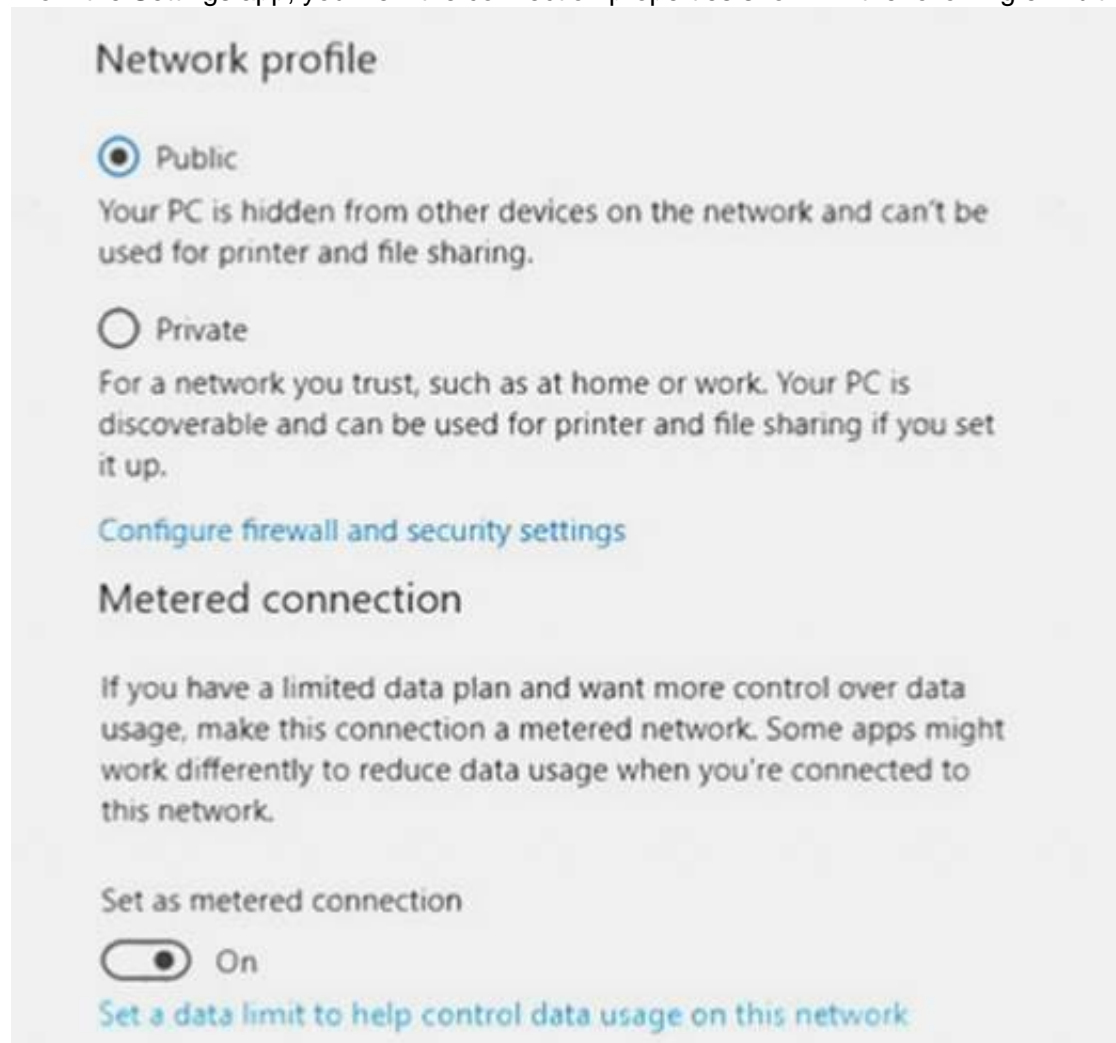 Network profile
Public
Your PC is hidden from other devices on the network and can't be
used for printer and file sharing.
Private
For a network you trust, such as at home or work. Your PC is
discoverable and can be used for printer and file sharing if you set
it up.
Configure firewall and security settings
Metered connection
If you have a limited data plan and want more control over data
usage, make this connection a metered network. Some apps might
work differently to reduce data usage when you're connected to
this network.
Set as metered connection
On
Set a data limit to help control data usage on this network